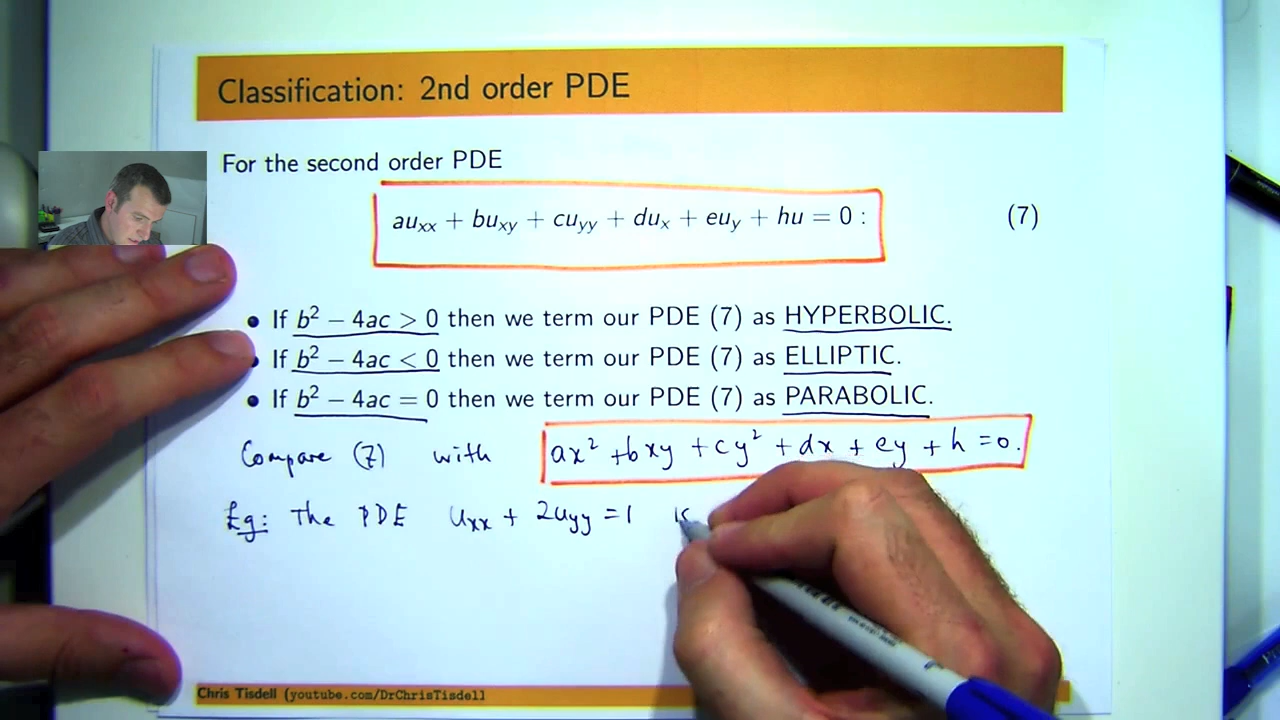 Classification: 2nd order PDE
For the second order PDE
au_xx + bu_xy + cu_yy + du_x + eu_y + hu = 0 : (7)
• If b² − 4ac > 0 then we term our PDE (7) as HYPERBOLIC.
• If b² − 4ac < 0 then we term our PDE (7) as ELLIPTIC.
• If b² − 4ac = 0 then we term our PDE (7) as PARABOLIC.
Compare (7) with ax² + bxy + cy² + dx + ey + h = 0.
Eg: The PDE u_xx + 2u_yy = 1 is
Chris Tisdell (youtube.com/DrChrisTisdell